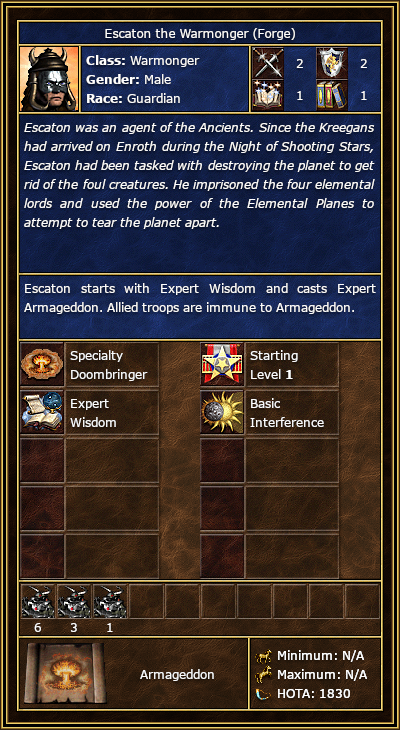 Escaton the Warmonger (Forge)
Class: Warmonger
Gender: Male
Race: Guardian
2 2
1 1
Escaton was an agent of the Ancients. Since the Kreegans
had arrived on Enroth during the Night of Shooting Stars,
Escaton had been tasked with destroying the planet to get
rid of the foul creatures. He imprisoned the four elemental
lords and used the power of the Elemental Planes to
attempt to tear the planet apart.
Escaton starts with Expert Wisdom and casts Expert
Armageddon. Allied troops are immune to Armageddon.
Specialty
Doombringer
Starting
Level 1
Expert
Wisdom
Basic
Interference
6 3 1
Armageddon
Minimum: N/A
Maximum: N/A
HOTA: 1830